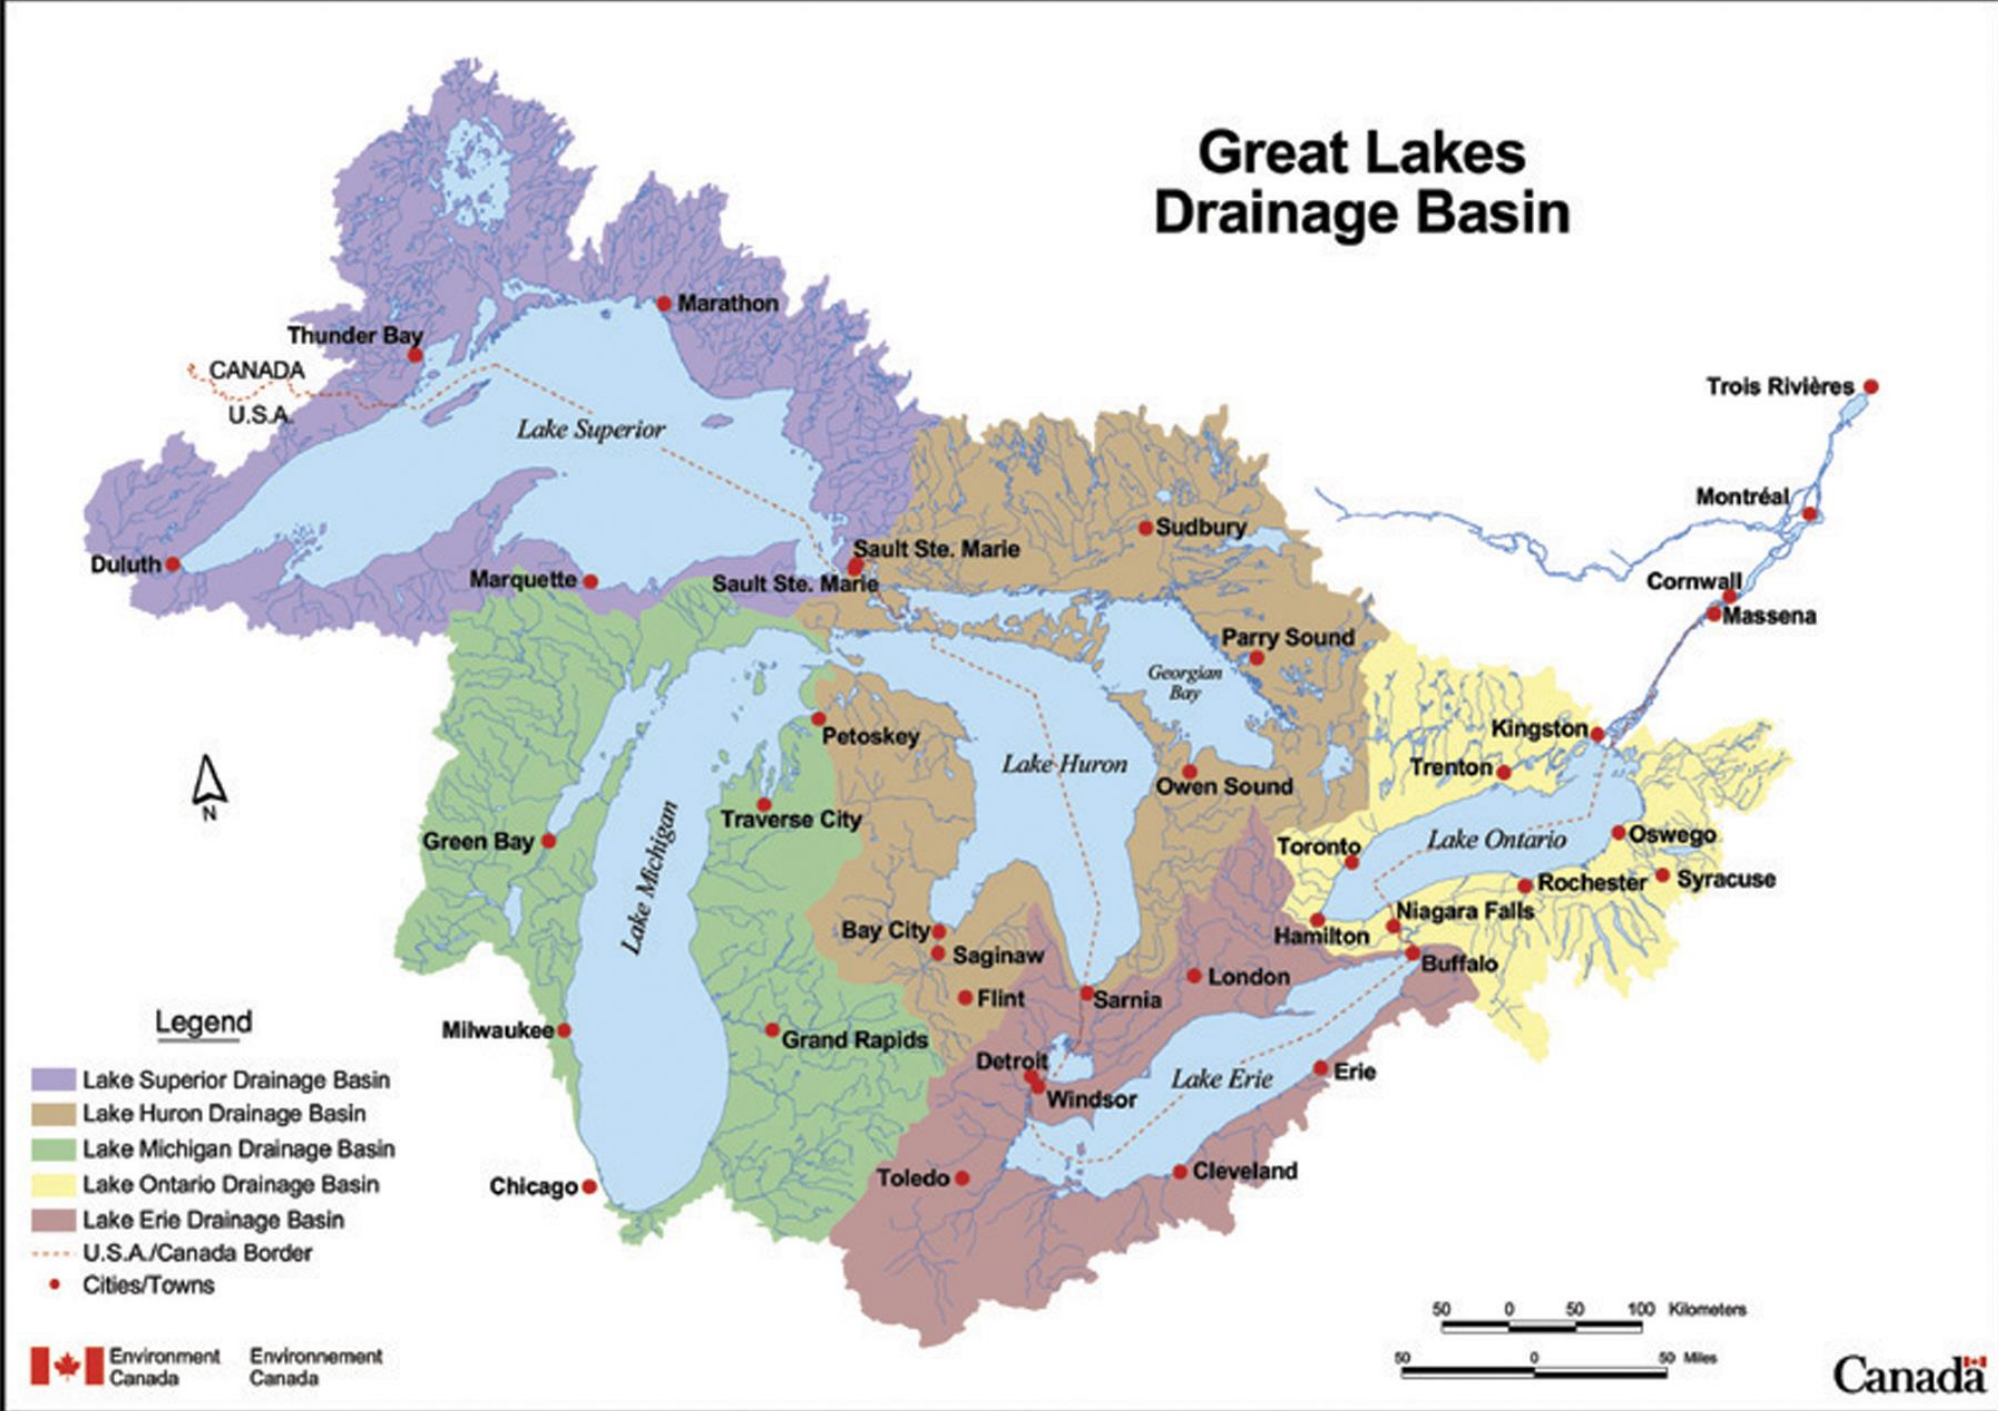 Great Lakes
Drainage Basin
Marathon
Thunder Bay
CANADA
U.S.A.
Trois Rivières
Lake Superior
Montréal
Sudbury
Sault Ste. Marie
Duluth
Marquette
Sault Ste. Marie
Cornwall
Massena
Parry Sound
Georgian
Bay
Kingston
Petoskey
Lake Huron
Trenton
Owen Sound
N
Traverse City
Green Bay
Lake Michigan
Toronto
Lake Ontario
Oswego
Rochester
Syracuse
Niagara Falls
Bay City
Hamilton
Saginaw
Buffalo
London
Flint
Sarnia
Legend
Milwaukee
Grand Rapids
Detroit
Lake Erie
Erie
Windsor
Toledo
Cleveland
Chicago
Lake Superior Drainage Basin
Lake Huron Drainage Basin
Lake Michigan Drainage Basin
Lake Ontario Drainage Basin
Lake Erie Drainage Basin
U.S.A./Canada Border
Cities/Towns
50 0 50 100 Kilometers
50 0 50 Miles
Environment
Canada
Environnement
Canada
Canada